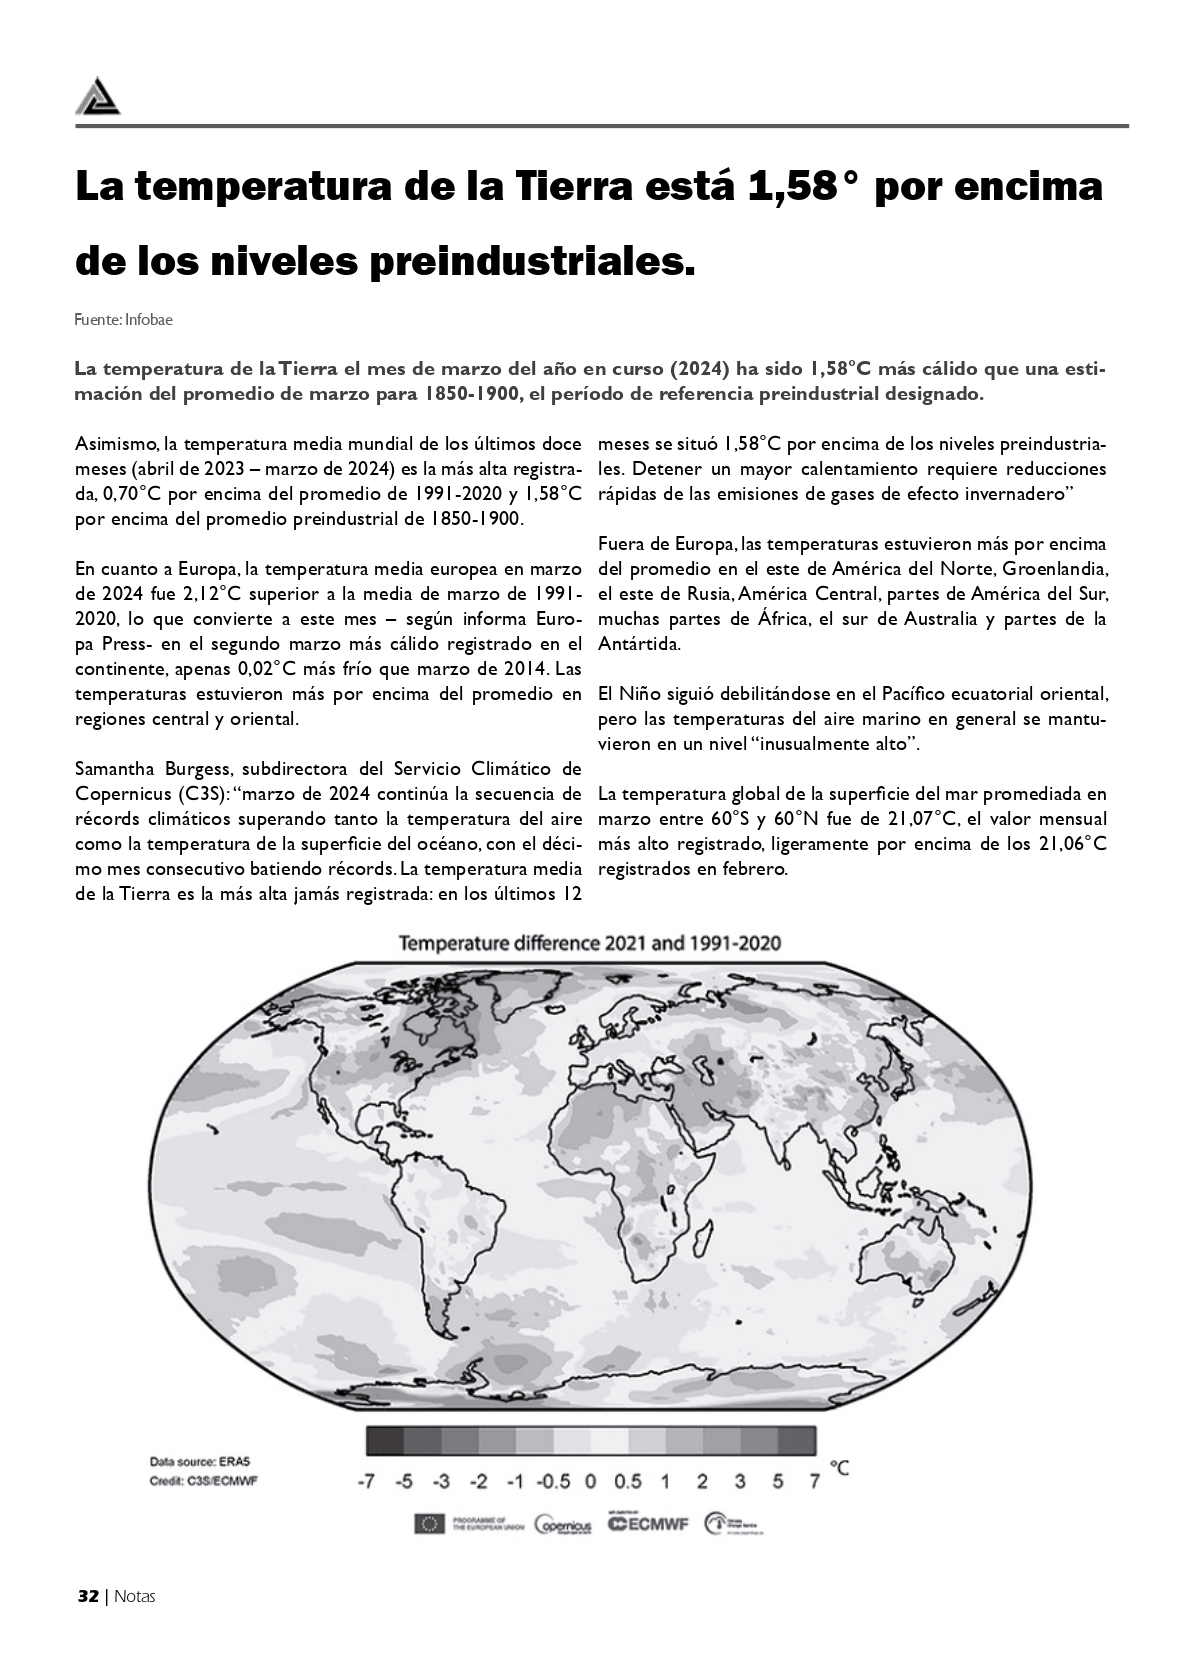 La temperatura de la Tierra está 1,58° por encima
de los niveles preindustriales.
Fuente: Infobae
La temperatura de la Tierra el mes de marzo del año en curso (2024) ha sido 1,58ºC más cálido que una esti-
mación del promedio de marzo para 1850-1900, el período de referencia preindustrial designado.
Asimismo, la temperatura media mundial de los últimos doce
meses (abril de 2023 – marzo de 2024) es la más alta registra-
da, 0,70°C por encima del promedio de 1991-2020 y 1,58°C
por encima del promedio preindustrial de 1850-1900.
En cuanto a Europa, la temperatura media europea en marzo
de 2024 fue 2,12°C superior a la media de marzo de 1991-
2020, lo que convierte a este mes – según informa Euro-
pa Press- en el segundo marzo más cálido registrado en el
continente, apenas 0,02°C más frío que marzo de 2014. Las
temperaturas estuvieron más por encima del promedio en
regiones central y oriental.
Samantha Burgess, subdirectora del Servicio Climático de
Copernicus (C3S): “marzo de 2024 continúa la secuencia de
récords climáticos superando tanto la temperatura del aire
como la temperatura de la superficie del océano, con el déci-
mo mes consecutivo batiendo récords. La temperatura media
de la Tierra es la más alta jamás registrada: en los últimos 12
meses se situó 1,58°C por encima de los niveles preindustria-
les. Detener un mayor calentamiento requiere reducciones
rápidas de las emisiones de gases de efecto invernadero”
Fuera de Europa, las temperaturas estuvieron más por encima
del promedio en el este de América del Norte, Groenlandia,
el este de Rusia, América Central, partes de América del Sur,
muchas partes de África, el sur de Australia y partes de la
Antártida.
El Niño siguió debilitándose en el Pacífico ecuatorial oriental,
pero las temperaturas del aire marino en general se mantu-
vieron en un nivel “inusualmente alto”.
La temperatura global de la superficie del mar promediada en
marzo entre 60°S y 60°N fue de 21,07°C, el valor mensual
más alto registrado, ligeramente por encima de los 21,06°C
registrados en febrero.
Temperature difference 2021 and 1991-2020
Data source: ERA5
Credit: C3S/ECMWF
-7 -5 -3 -2 -1 -0.5 0 0.5 1 2 3 5 7 °C
PROGRAMME OF
THE EUROPEAN UNION
Copernicus
ECMWF
Climate
Change Service
32 | Notas